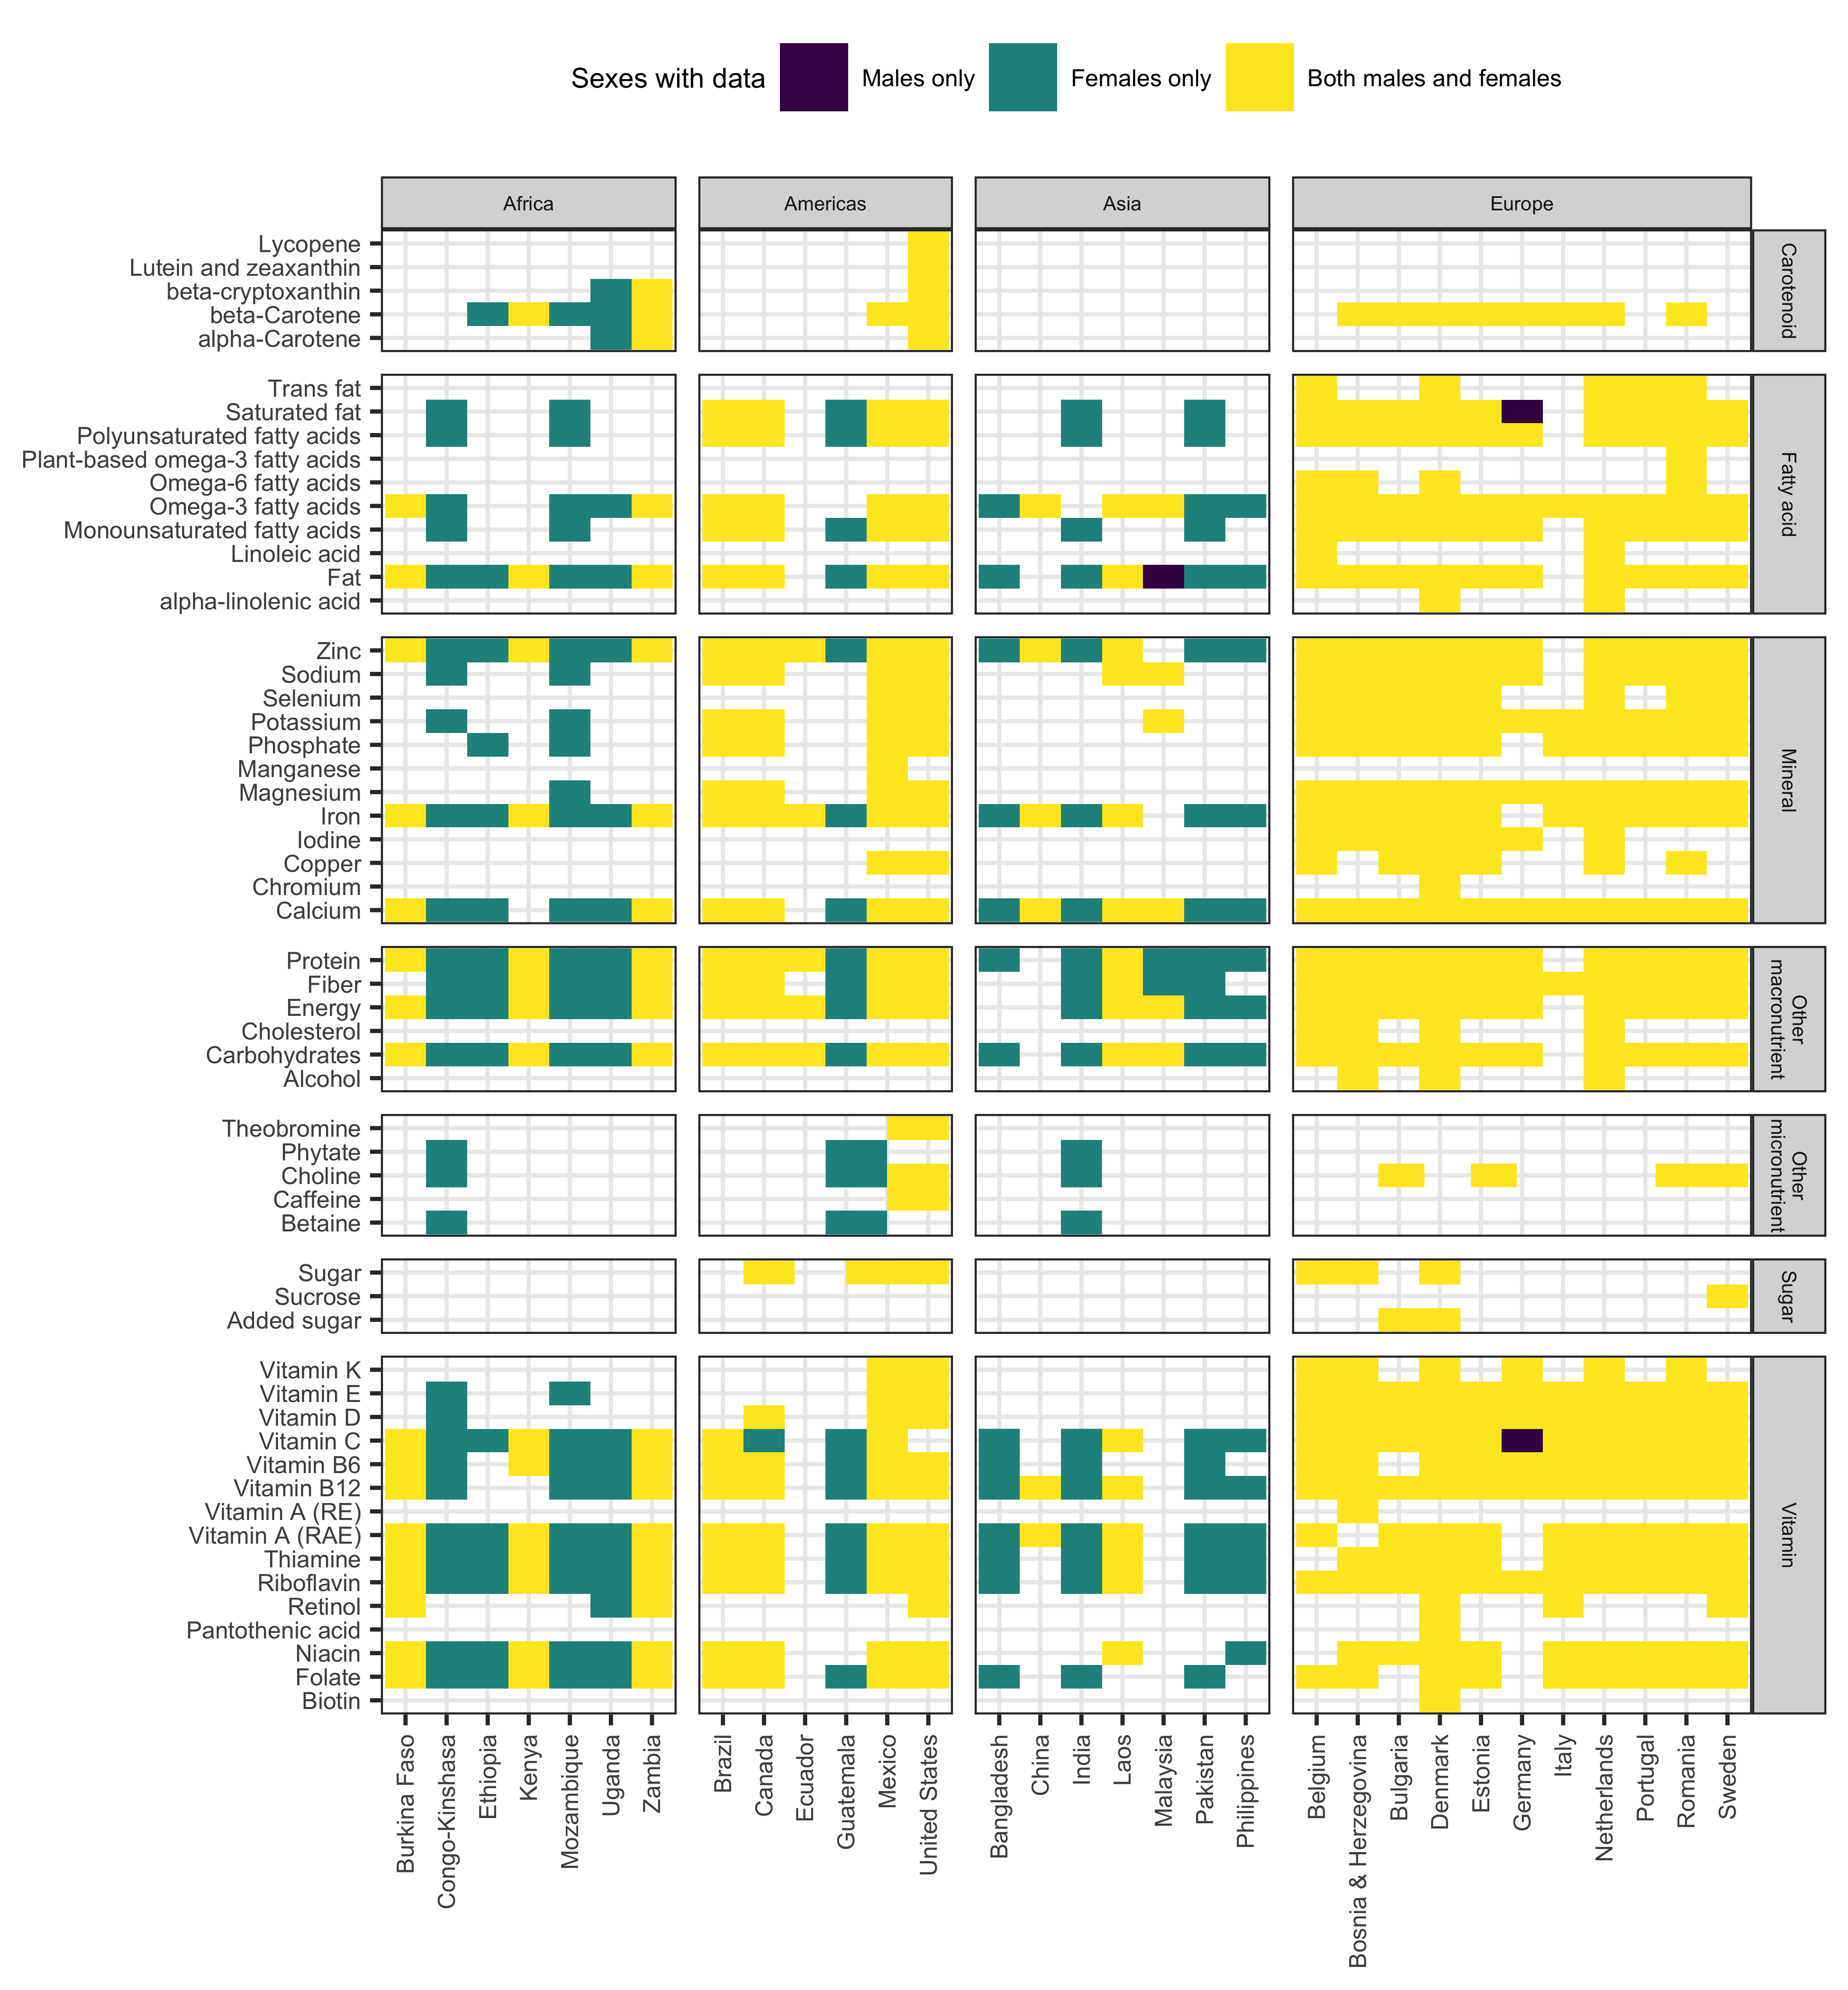 Sexes with data Males only Females only Both males and females
Africa Americas Asia Europe
Lycopene
Lutein and zeaxanthin
beta-cryptoxanthin
beta-Carotene
alpha-Carotene
Carotenoid
Trans fat
Saturated fat
Polyunsaturated fatty acids
Plant-based omega-3 fatty acids
Omega-6 fatty acids
Omega-3 fatty acids
Monounsaturated fatty acids
Linoleic acid
Fat
alpha-linolenic acid
Fatty acid
Zinc
Sodium
Selenium
Potassium
Phosphate
Manganese
Magnesium
Iron
Iodine
Copper
Chromium
Calcium
Mineral
Protein
Fiber
Energy
Cholesterol
Carbohydrates
Alcohol
Other
macronutrient
Theobromine
Phytate
Choline
Caffeine
Betaine
Other
micronutrient
Sugar
Sucrose
Added sugar
Sugar
Vitamin K
Vitamin E
Vitamin D
Vitamin C
Vitamin B6
Vitamin B12
Vitamin A (RE)
Vitamin A (RAE)
Thiamine
Riboflavin
Retinol
Pantothenic acid
Niacin
Folate
Biotin
Vitamin
Burkina Faso
Congo-Kinshasa
Ethiopia
Kenya
Mozambique
Uganda
Zambia
Brazil
Canada
Ecuador
Guatemala
Mexico
United States
Bangladesh
China
India
Laos
Malaysia
Pakistan
Philippines
Belgium
Bosnia & Herzegovina
Bulgaria
Denmark
Estonia
Germany
Italy
Netherlands
Portugal
Romania
Sweden